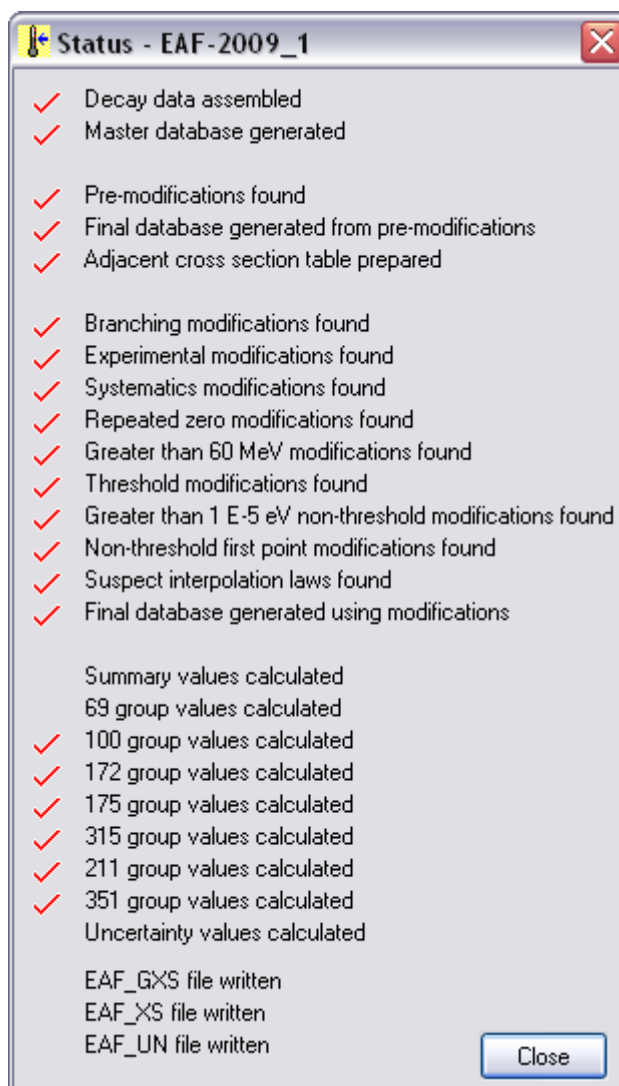 Status - EAF-2009_1
Decay data assembled
Master database generated
Pre-modifications found
Final database generated from pre-modifications
Adjacent cross section table prepared
Branching modifications found
Experimental modifications found
Systematics modifications found
Repeated zero modifications found
Greater than 60 MeV modifications found
Threshold modifications found
Greater than 1 E-5 eV non-threshold modifications found
Non-threshold first point modifications found
Suspect interpolation laws found
Final database generated using modifications
Summary values calculated
69 group values calculated
100 group values calculated
172 group values calculated
175 group values calculated
315 group values calculated
211 group values calculated
351 group values calculated
Uncertainty values calculated
EAF_GXS file written
EAF_XS file written
EAF_UN file written
Close